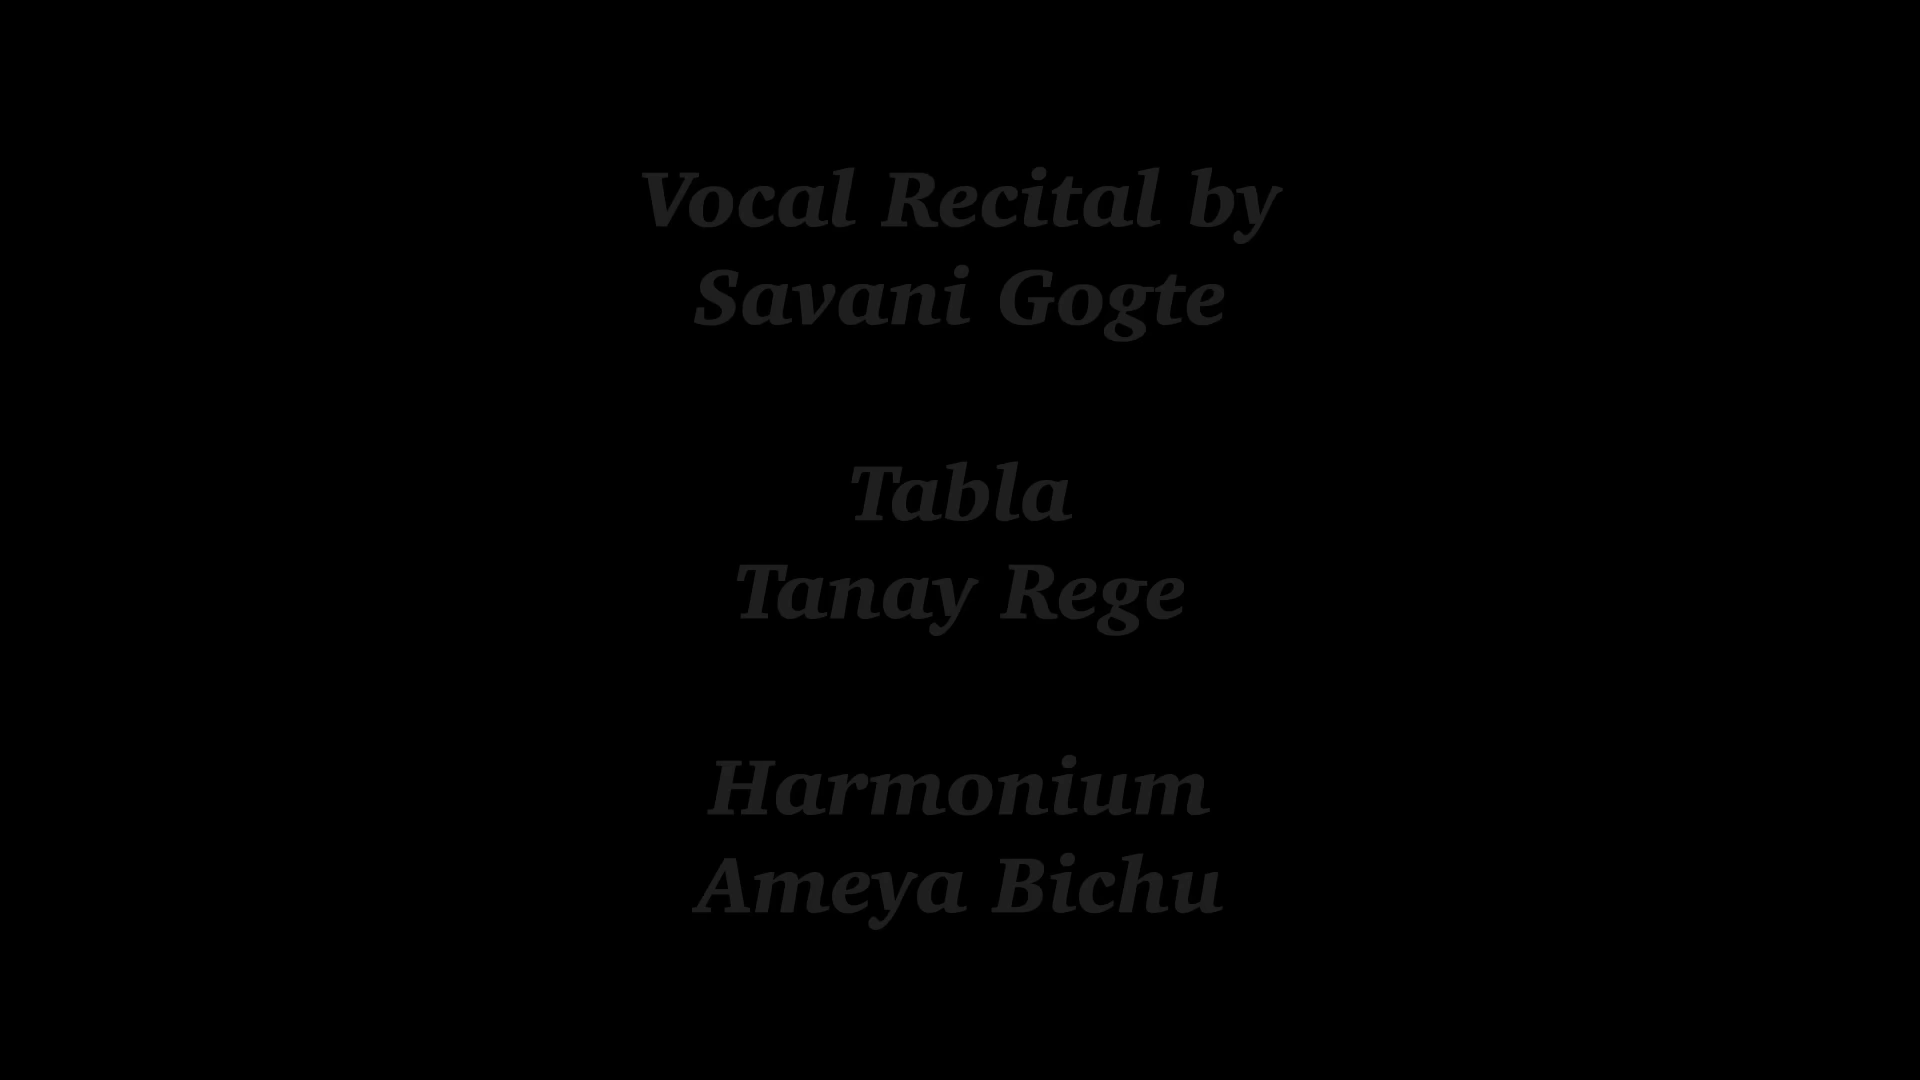 Vocal Recital by
Savani Gogte
Tabla
Tanay Rege
Harmonium
Ameya Bichu